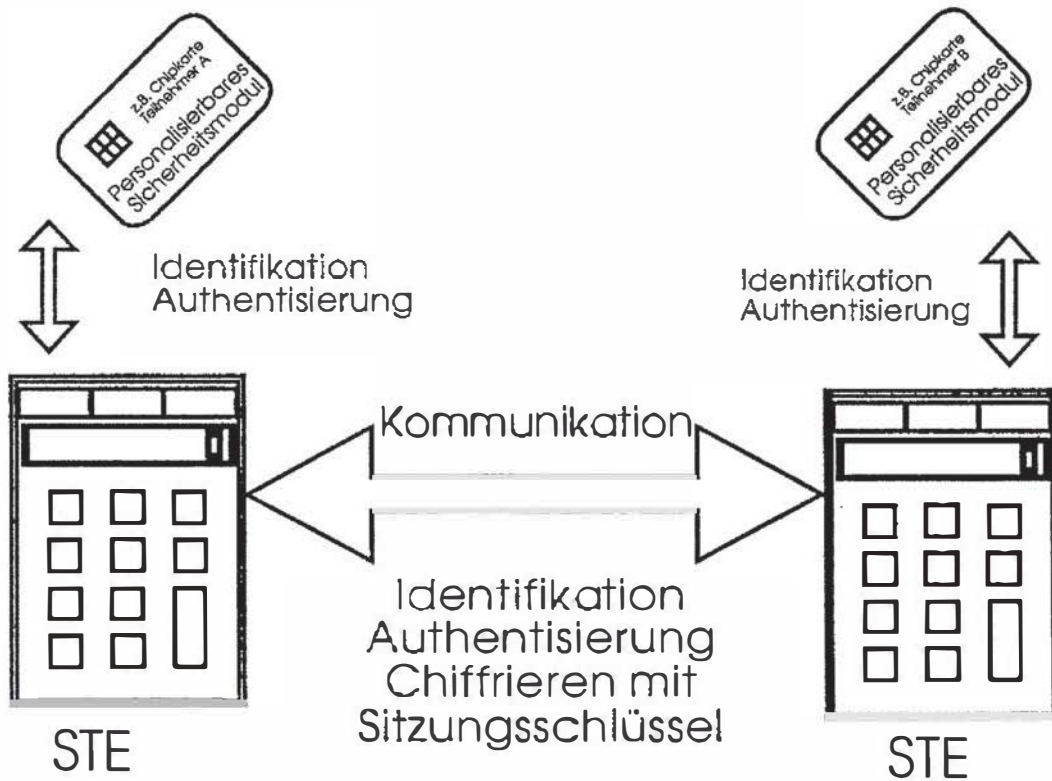 z.B. Chipkarte
Teilnehmer A
Personalisierbares
Sicherheitsmodul
z.B. Chipkarte
Teilnehmer B
Personalisierbares
Sicherheitsmodul
Identifikation
Authentisierung
Identifikation
Authentisierung
Kommunikation
Identifikation
Authentisierung
Chiffrieren mit
Sitzungsschlüssel
STE
STE